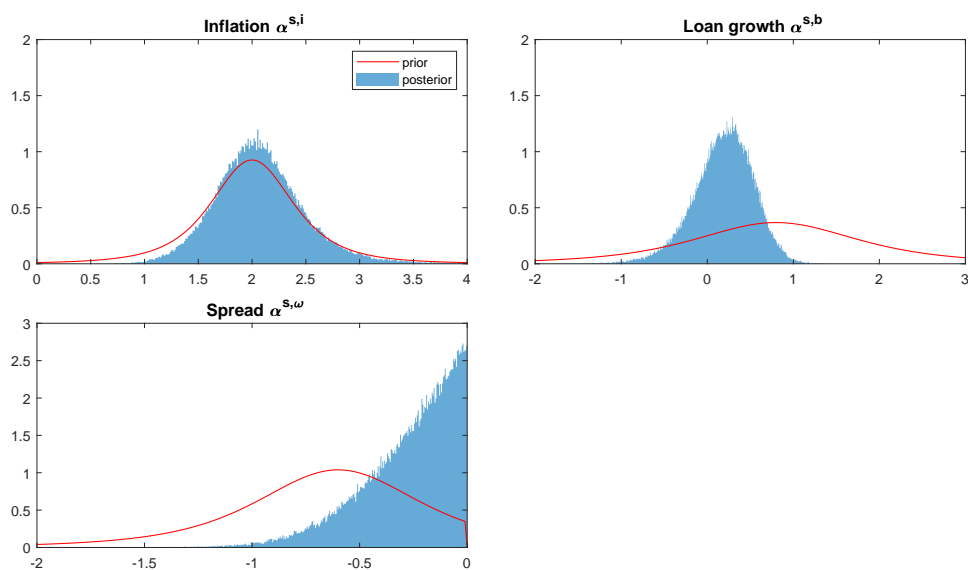 Inflation α^s,i
2
1.5
1
0.5
0
0 0.5 1 1.5 2 2.5 3 3.5 4
prior
posterior
Loan growth α^s,b
2
1.5
1
0.5
0
-2 -1 0 1 2 3
Spread α^s,ω
3
2.5
2
1.5
1
0.5
0
-2 -1.5 -1 -0.5 0